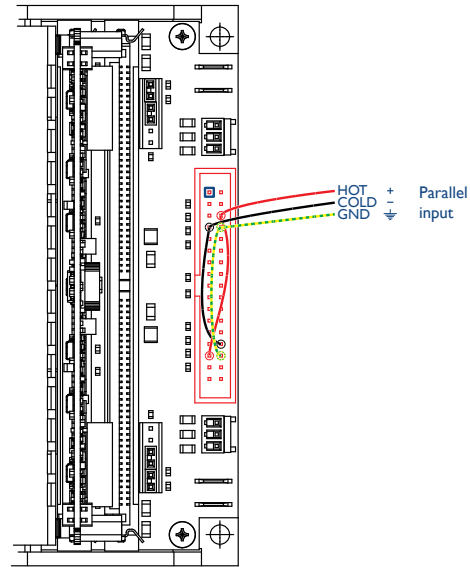 HOT + Parallel
COLD – input
GND ⏚